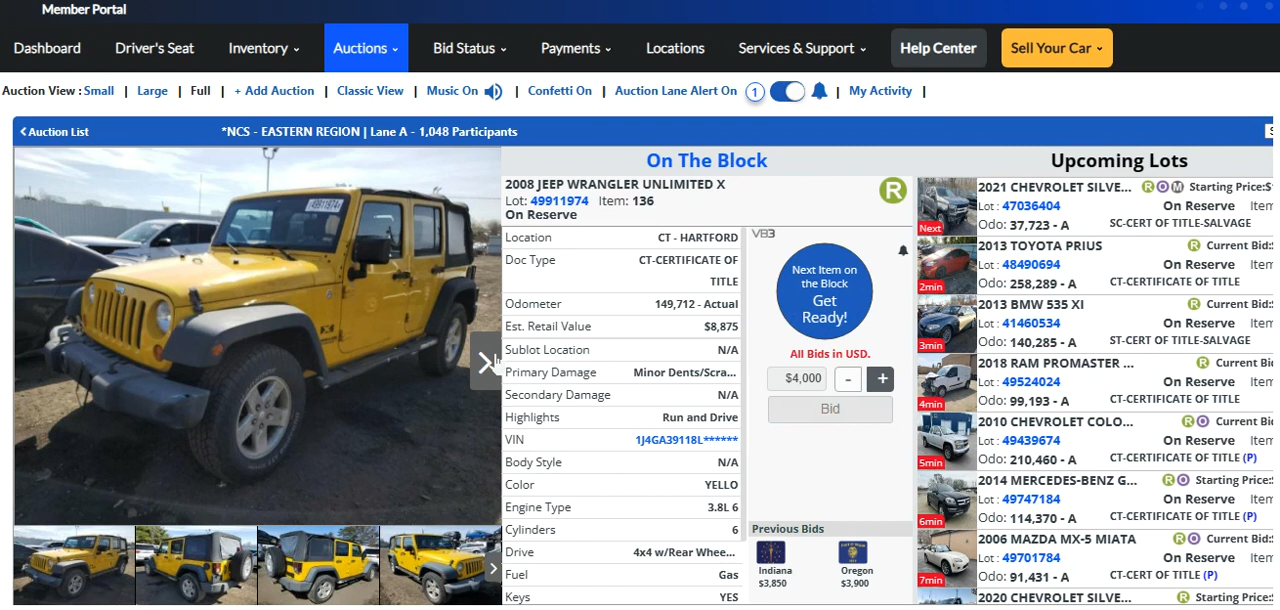 Member Portal
Dashboard Driver's Seat Inventory Auctions Bid Status Payments Locations Services & Support Help Center Sell Your Car
Auction View : Small | Large | Full | + Add Auction | Classic View | Music On | Confetti On | Auction Lane Alert On 1 | My Activity |
Auction List *NCS - EASTERN REGION | Lane A - 1,048 Participants
On The Block
2008 JEEP WRANGLER UNLIMITED X R
Lot: 49911974 Item: 136
On Reserve
Location CT - HARTFORD
Doc Type CT-CERTIFICATE OF
TITLE
Odometer 149,712 - Actual
Est. Retail Value $8,875
Sublot Location N/A
Primary Damage Minor Dents/Scra...
Secondary Damage N/A
Highlights Run and Drive
VIN 1J4GA39118L******
Body Style N/A
Color YELLO
Engine Type 3.8L 6
Cylinders 6
Drive 4x4 w/Rear Whee...
Fuel Gas
Keys YES
VB3
Next Item on
the Block
Get
Ready!
All Bids in USD.
$4,000 - +
Bid
Previous Bids
Indiana Oregon
$3,850 $3,900
Upcoming Lots
2021 CHEVROLET SILVE... R O M Starting Price:$
Lot : 47036404 On Reserve Item
Next Odo: 37,723 - A SC-CERT OF TITLE-SALVAGE
2013 TOYOTA PRIUS R Current Bid:
Lot : 48490694 On Reserve Item
2min Odo: 258,289 - A CT-CERTIFICATE OF TITLE
2013 BMW 535 XI R Current Bid:
Lot : 41460534 On Reserve Item
3min Odo: 140,285 - A ST-CERT OF TITLE-SALVAGE
2018 RAM PROMASTER ... R Current Bid
Lot : 49524024 On Reserve Item
4min Odo: 99,193 - A CT-CERTIFICATE OF TITLE
2010 CHEVROLET COLO... R O Current Bid
Lot : 49439674 On Reserve Item
5min Odo: 210,460 - A CT-CERTIFICATE OF TITLE (P)
2014 MERCEDES-BENZ G... R O Starting Price:
Lot : 49747184 On Reserve Item
6min Odo: 114,370 - A CT-CERTIFICATE OF TITLE (P)
2006 MAZDA MX-5 MIATA R O Current Bid:
Lot : 49701784 On Reserve Item
7min Odo: 91,431 - A CT-CERT OF TITLE (P)
2020 CHEVROLET SILVE... R Starting Price: